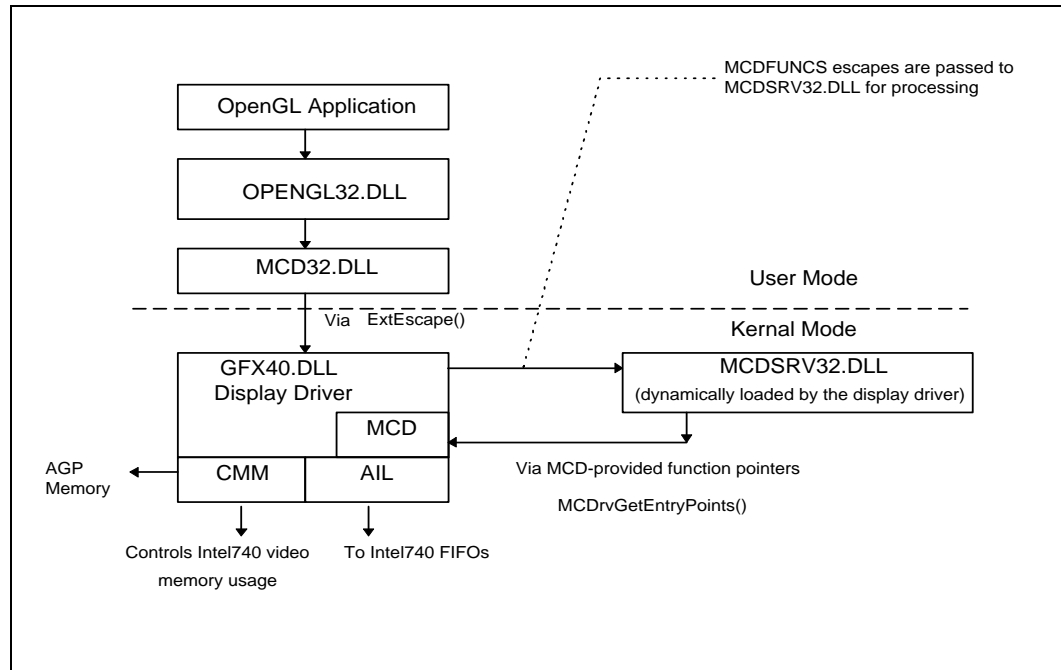 MCDFUNCS escapes are passed to
MCDSRV32.DLL for processing
OpenGL Application
OPENGL32.DLL
MCD32.DLL
User Mode
Via ExtEscape()
Kernal Mode
GFX40.DLL
Display Driver
MCDSRV32.DLL
(dynamically loaded by the display driver)
MCD
AGP
Memory
CMM
AIL
Via MCD-provided function pointers
MCDrvGetEntryPoints()
Controls Intel740 video
memory usage
To Intel740 FIFOs